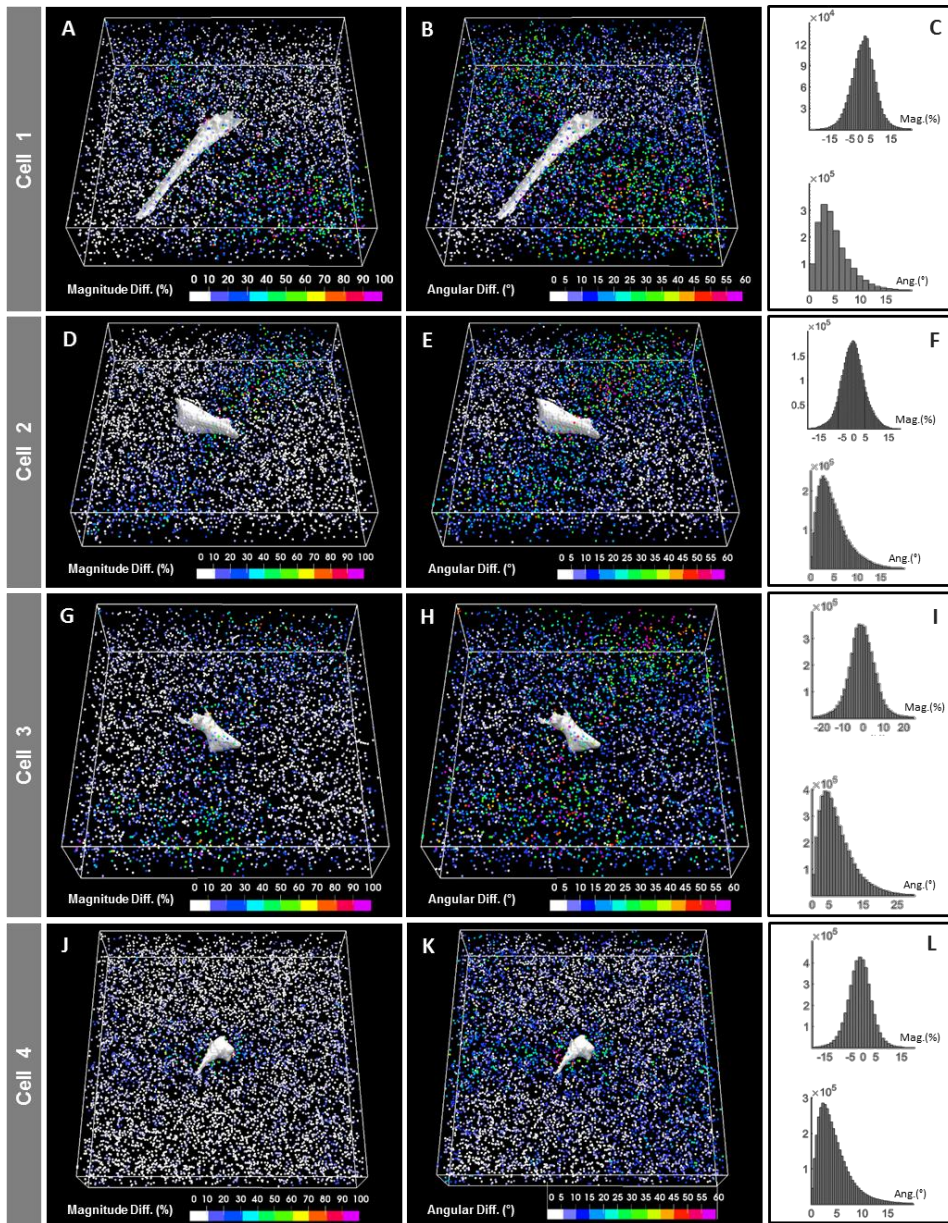 Cell 1
A
Magnitude Diff. (%)
0 10 20 30 40 50 60 70 80 90 100
B
Angular Diff. (°)
0 5 10 15 20 25 30 35 40 45 50 55 60
C
×10⁴
12
9
6
3
Mag.(%)
-15 -5 0 5 15
×10⁵
3
2
1
Ang.(°)
0 5 10 15
Cell 2
D
Magnitude Diff. (%)
0 10 20 30 40 50 60 70 80 90 100
E
Angular Diff. (°)
0 5 10 15 20 25 30 35 40 45 50 55 60
F
×10⁵
1.5
1
0.5
Mag.(%)
-15 -5 0 5 15
×10⁵
2
1
Ang.(°)
0 5 10 15
Cell 3
G
Magnitude Diff. (%)
0 10 20 30 40 50 60 70 80 90 100
H
Angular Diff. (°)
0 5 10 15 20 25 30 35 40 45 50 55 60
I
×10⁵
3
2
1
Mag.(%)
-20 -10 0 10 20
×10⁵
4
3
2
1
Ang.(°)
0 5 15 25
Cell 4
J
Magnitude Diff. (%)
0 10 20 30 40 50 60 70 80 90 100
K
Angular Diff. (°)
0 5 10 15 20 25 30 35 40 45 50 55 60
L
×10⁵
4
3
2
1
Mag.(%)
-15 -5 0 5 15
×10⁵
3
2
1
Ang.(°)
0 5 10 15